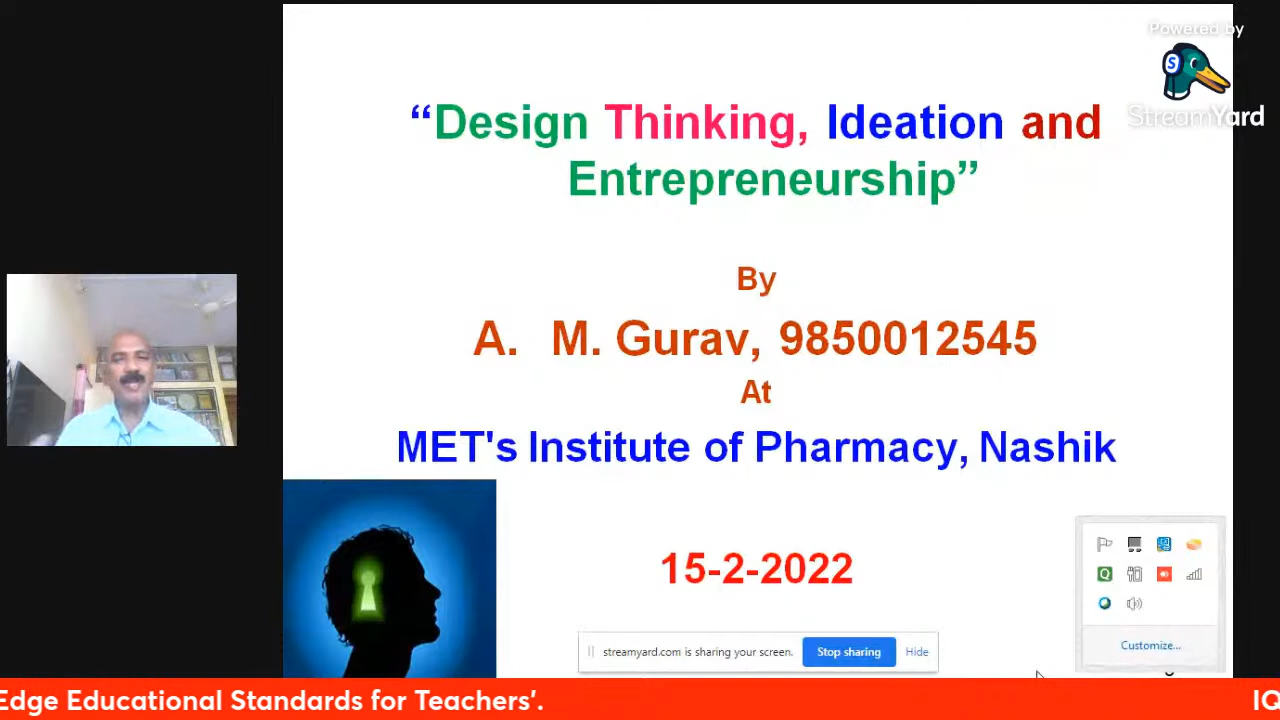 Powered by
StreamYard
“Design Thinking, Ideation and
Entrepreneurship”
By
A. M. Gurav, 9850012545
At
MET's Institute of Pharmacy, Nashik
15-2-2022
streamyard.com is sharing your screen. Stop sharing Hide
Customize...
Edge Educational Standards for Teachers’. IQ